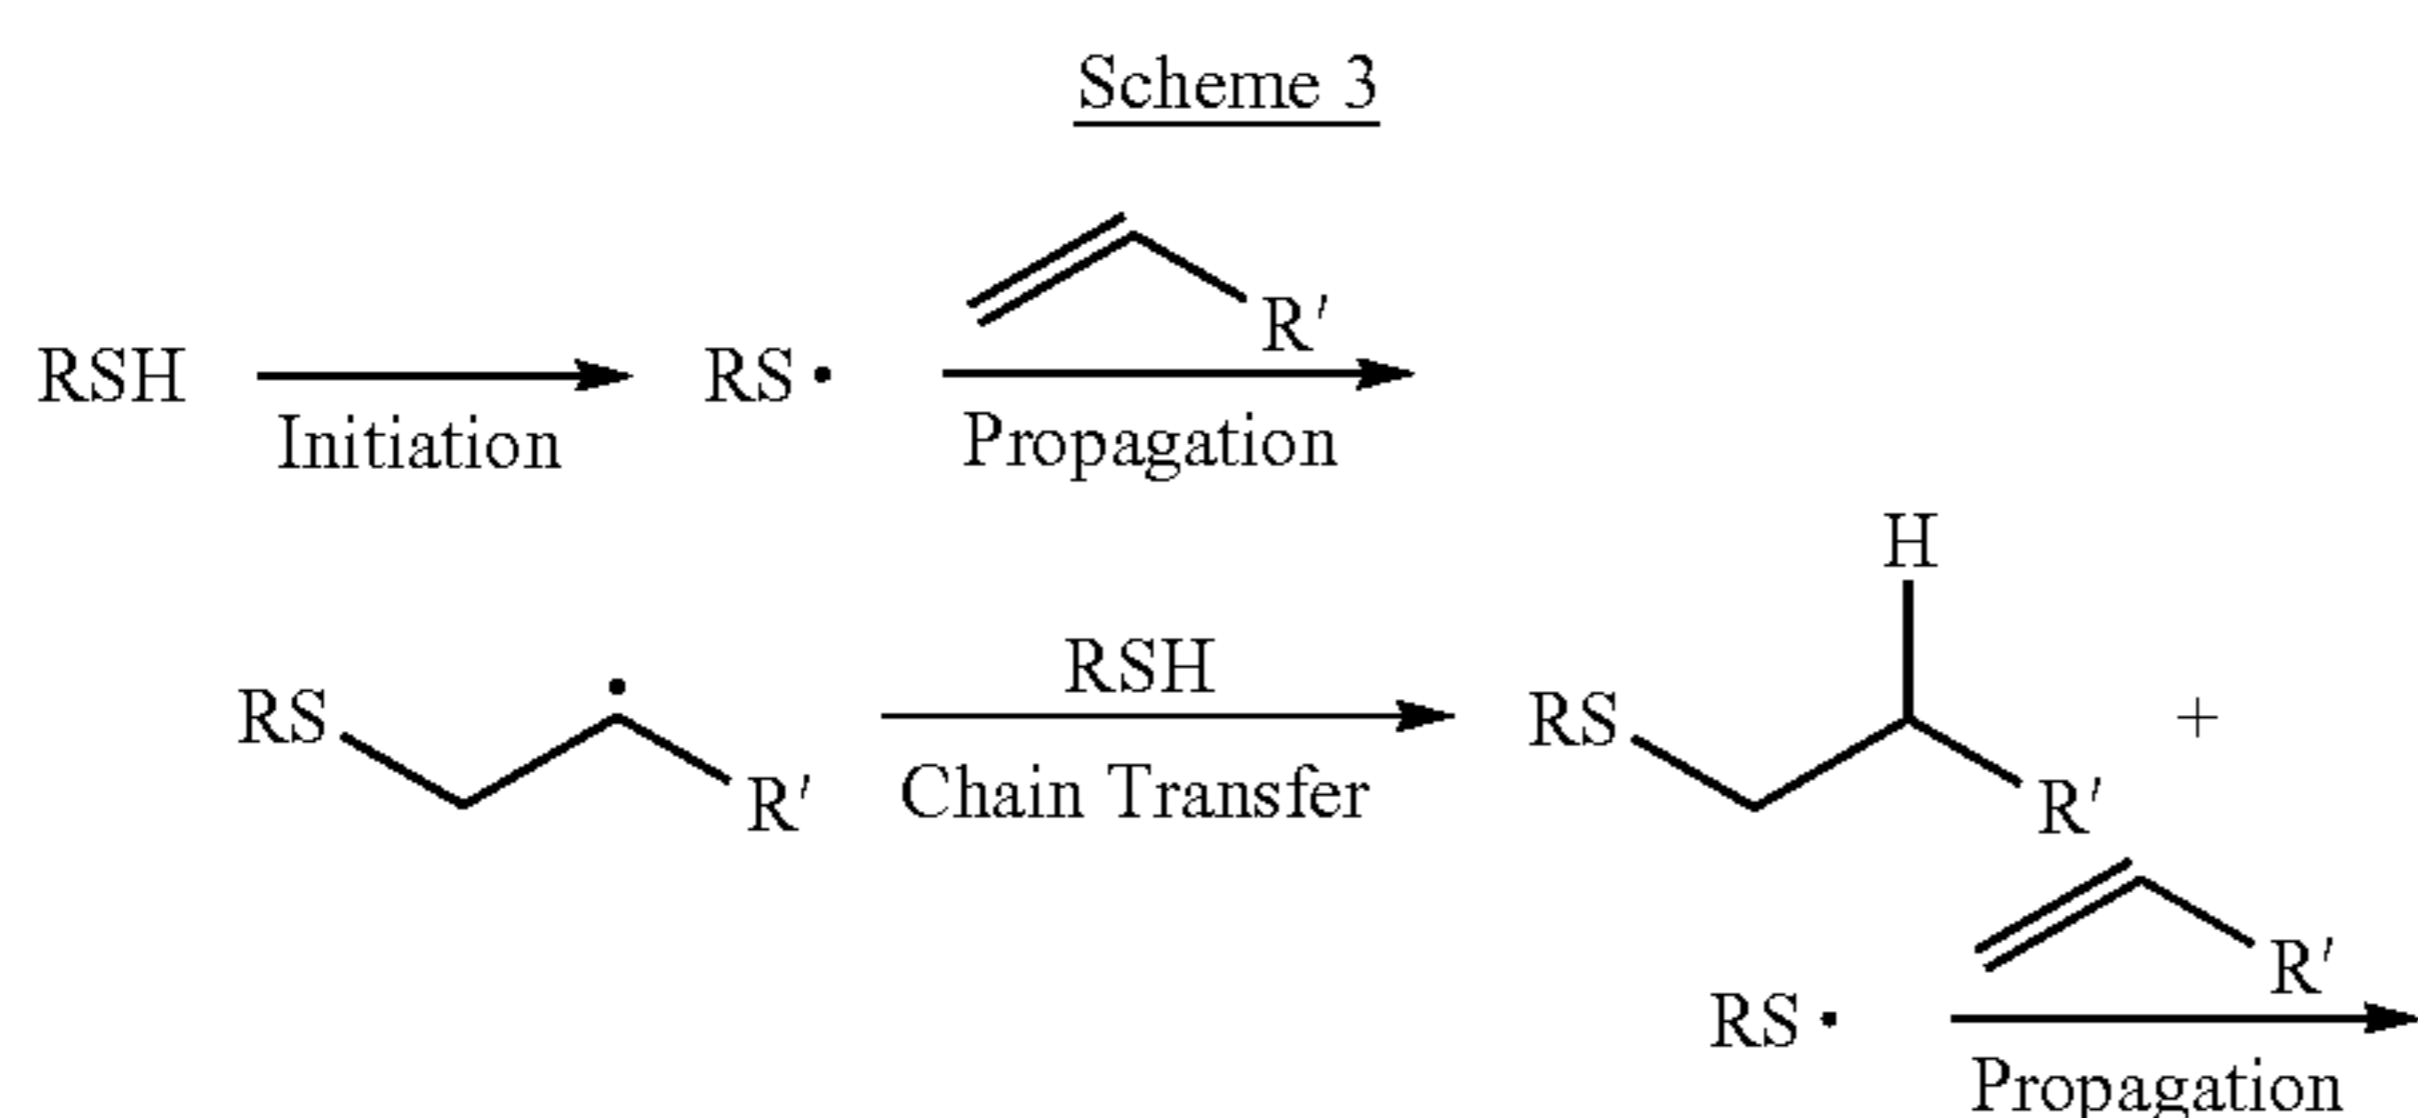 Scheme 3
R'
RSH RS•
Initiation Propagation
H
RSH
RS RS +
R' R'
Chain Transfer
R'
RS•
Propagation